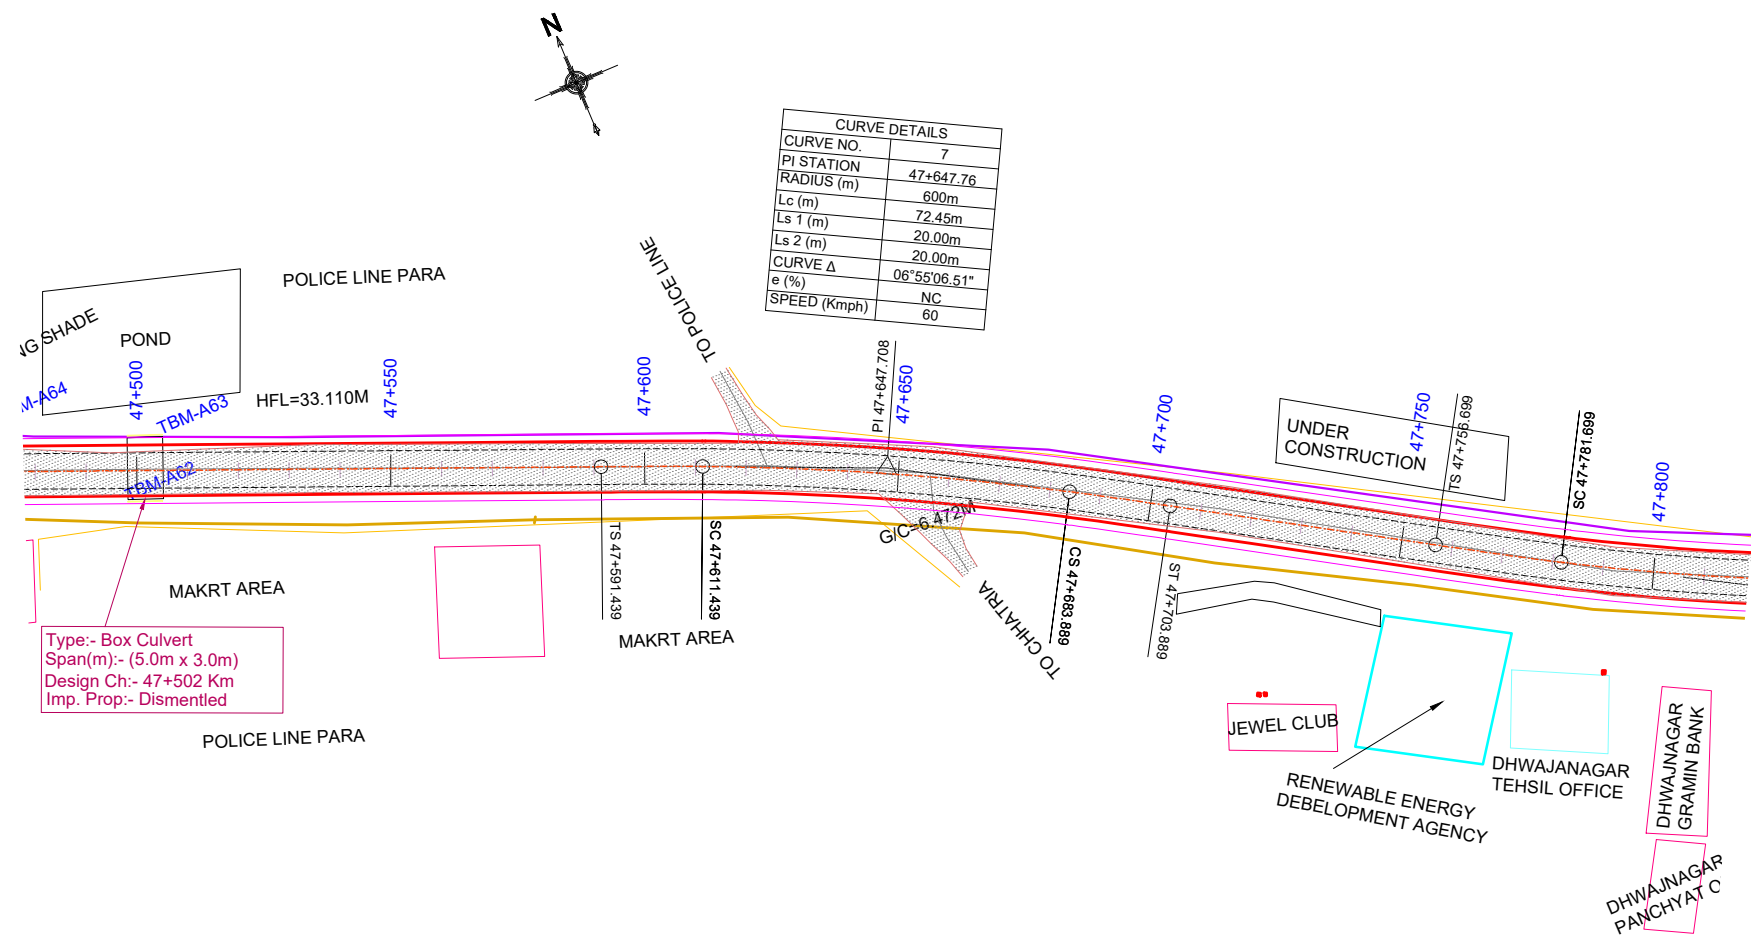 N
CURVE DETAILS
CURVE NO. 7
PI STATION 47+647.76
RADIUS (m) 600m
Lc (m) 72.45m
Ls 1 (m) 20.00m
Ls 2 (m) 20.00m
CURVE Δ 06°55'06.51"
e (%) NC
SPEED (Kmph) 60
POLICE LINE PARA
TO POLICE LINE
NG SHADE
POND
M-A64
47+500
TBM-A63
HFL=33.110M
47+550
47+600
PI 47+647.708
47+650
47+700
UNDER
CONSTRUCTION
47+750
TS 47+756.699
SC 47+781.699
47+800
TBM-A62
TS 47+591.439
SC 47+611.439
G/C=6.472M
CS 47+683.889
ST 47+703.889
TO CHHATRIA
MAKRT AREA
MAKRT AREA
Type:- Box Culvert
Span(m):- (5.0m x 3.0m)
Design Ch:- 47+502 Km
Imp. Prop:- Dismentled
POLICE LINE PARA
JEWEL CLUB
RENEWABLE ENERGY
DEBELOPMENT AGENCY
DHWAJANAGAR
TEHSIL OFFICE
DHWAJNAGAR
GRAMIN BANK
DHWAJNAGAR
PANCHYAT O